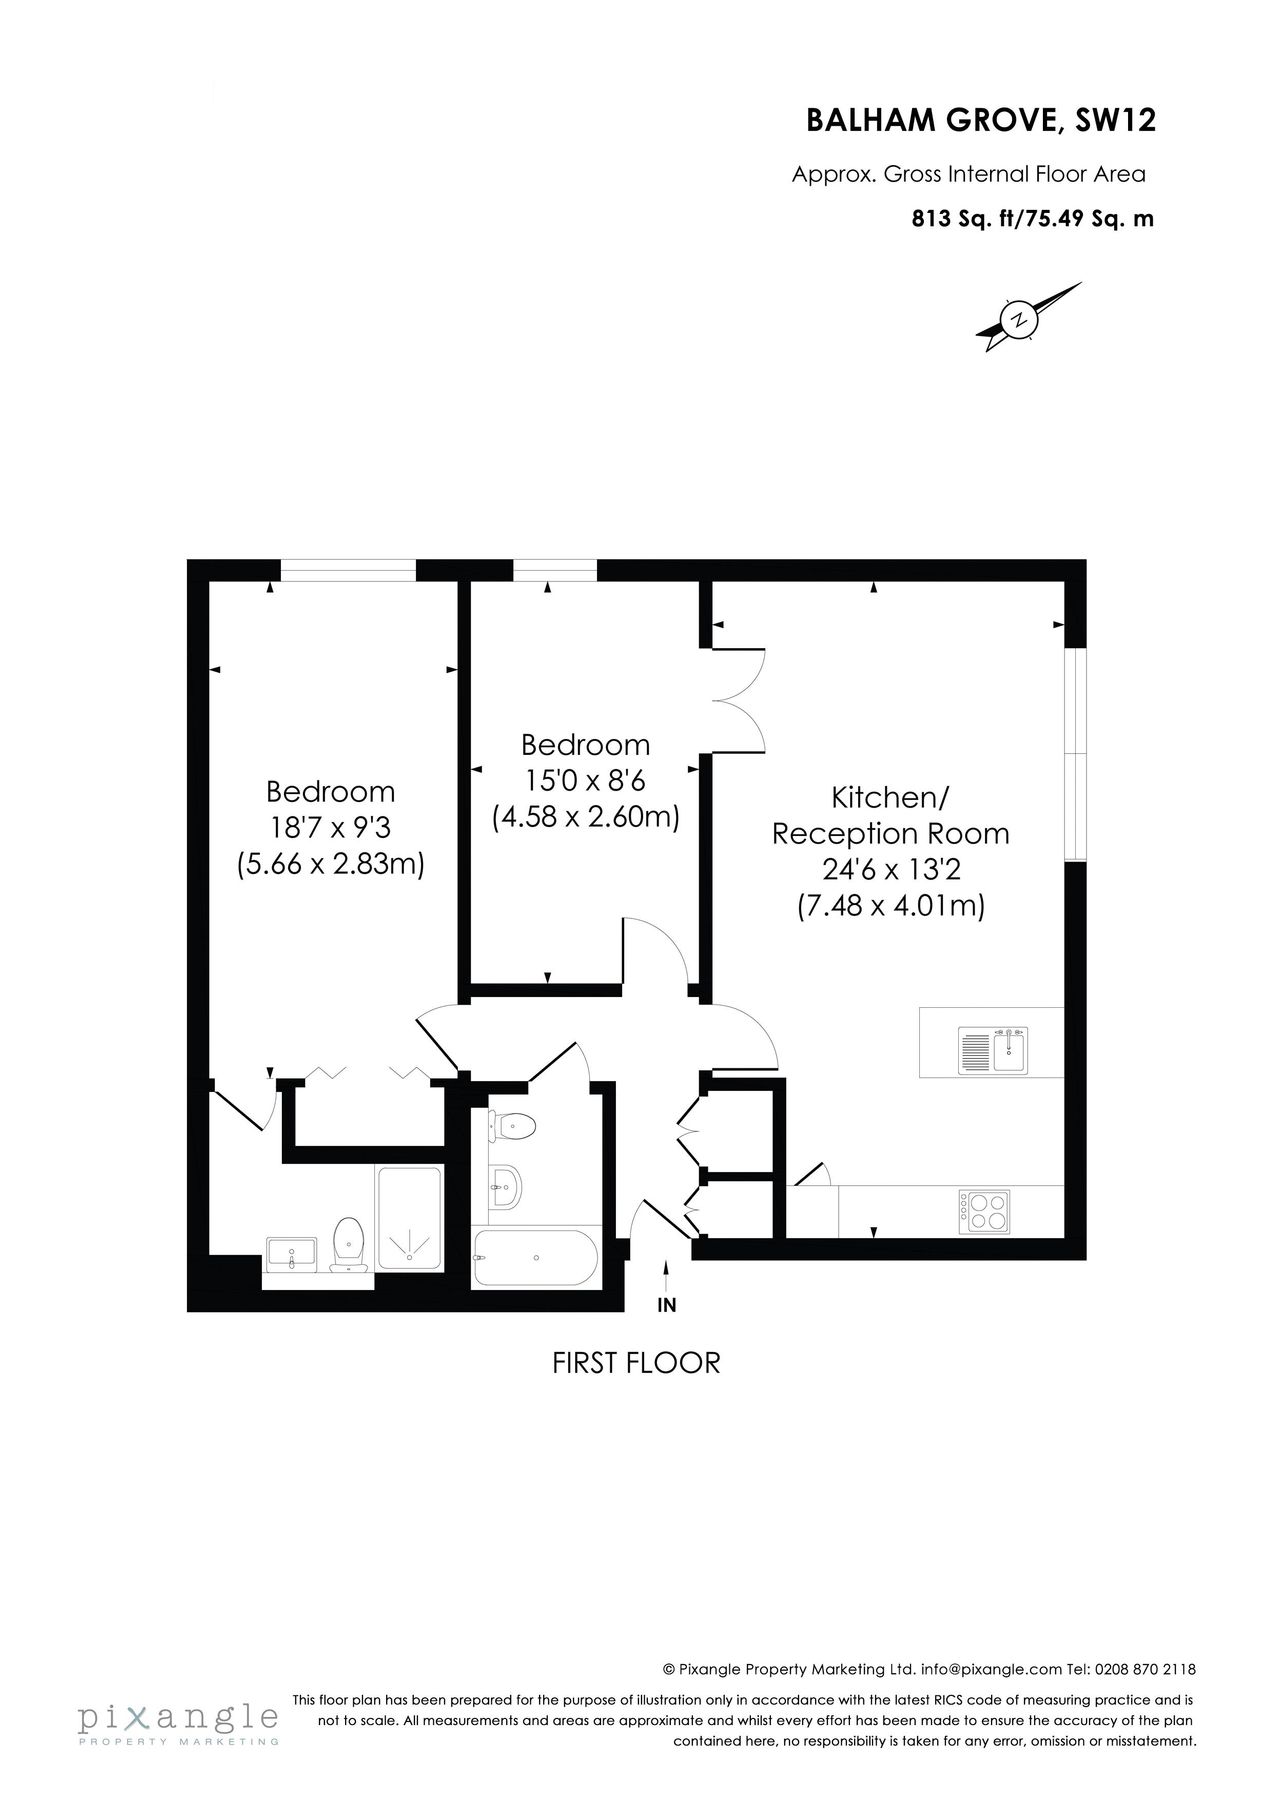 BALHAM GROVE, SW12
Approx. Gross Internal Floor Area
813 Sq. ft/75.49 Sq. m
N
Bedroom
18'7 x 9'3
(5.66 x 2.83m)
Bedroom
15'0 x 8'6
(4.58 x 2.60m)
Kitchen/
Reception Room
24'6 x 13'2
(7.48 x 4.01m)
IN
FIRST FLOOR
© Pixangle Property Marketing Ltd. info@pixangle.com Tel: 0208 870 2118
pixangle
PROPERTY MARKETING
This floor plan has been prepared for the purpose of illustration only in accordance with the latest RICS code of measuring practice and is
not to scale. All measurements and areas are approximate and whilst every effort has been made to ensure the accuracy of the plan
contained here, no responsibility is taken for any error, omission or misstatement.